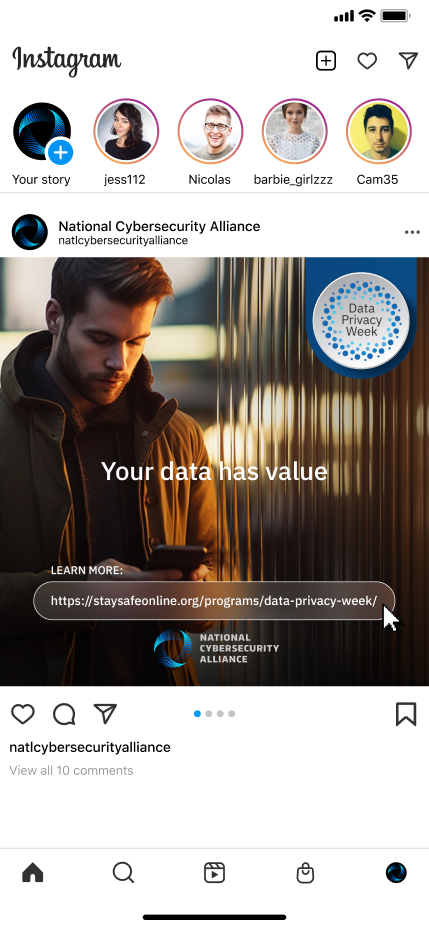 Instagram
Your story
jess112
Nicolas
barbie_girlzzz
Cam35
National Cybersecurity Alliance
natlcybersecurityalliance
Data
Privacy
Week
Your data has value
LEARN MORE:
https://staysafeonline.org/programs/data-privacy-week/
NATIONAL
CYBERSECURITY
ALLIANCE
natlcybersecurityalliance
View all 10 comments